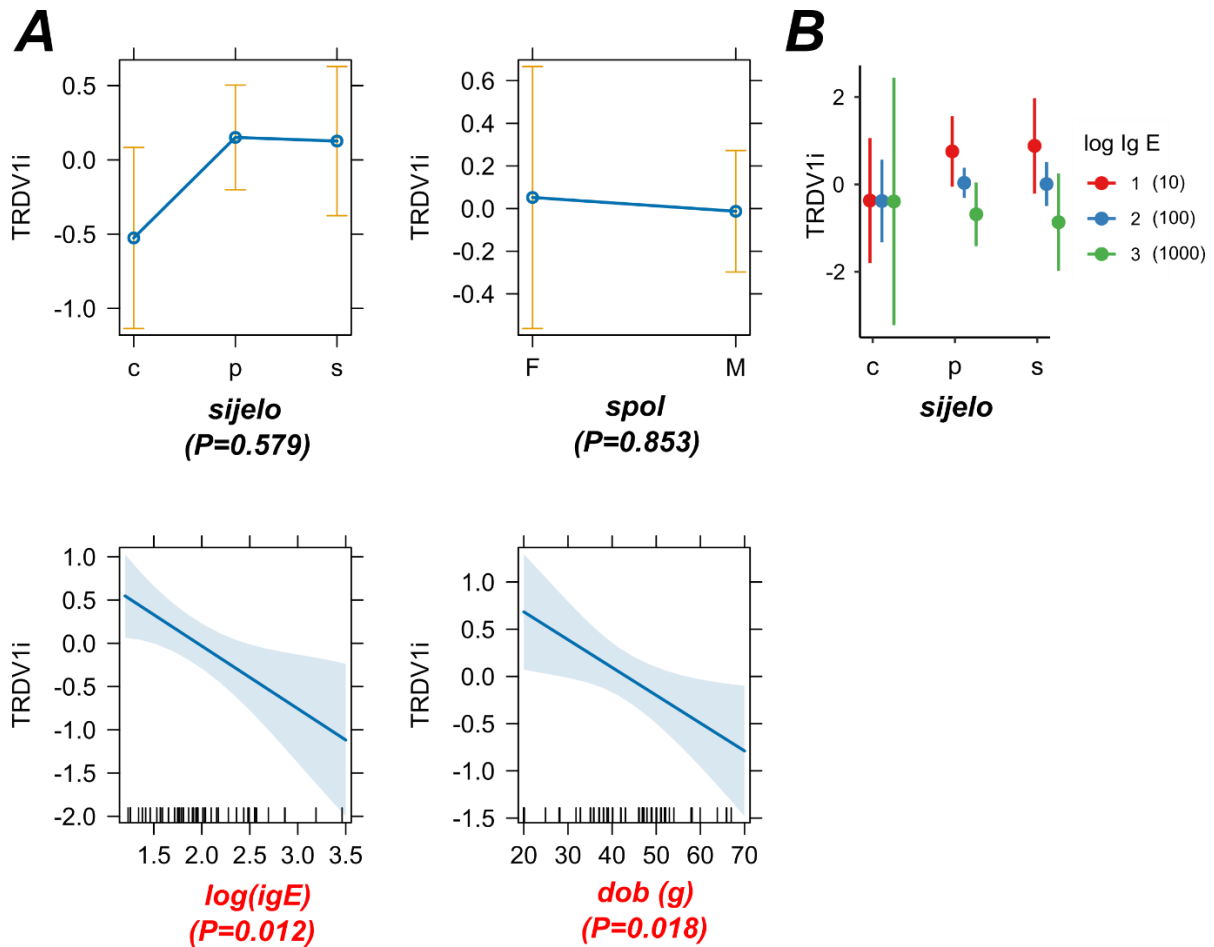 A
B
TRDV1i
0.5
0.0
-0.5
-1.0
c p s
sijelo
(P=0.579)
TRDV1i
0.6
0.4
0.2
0.0
-0.2
-0.4
F M
spol
(P=0.853)
TRDV1i
2
0
-2
c p s
sijelo
log Ig E
1 (10)
2 (100)
3 (1000)
TRDV1i
1.0
0.5
0.0
-0.5
-1.0
-1.5
-2.0
1.5 2.0 2.5 3.0 3.5
log(igE)
(P=0.012)
TRDV1i
1.0
0.5
0.0
-0.5
-1.0
-1.5
20 30 40 50 60 70
dob (g)
(P=0.018)